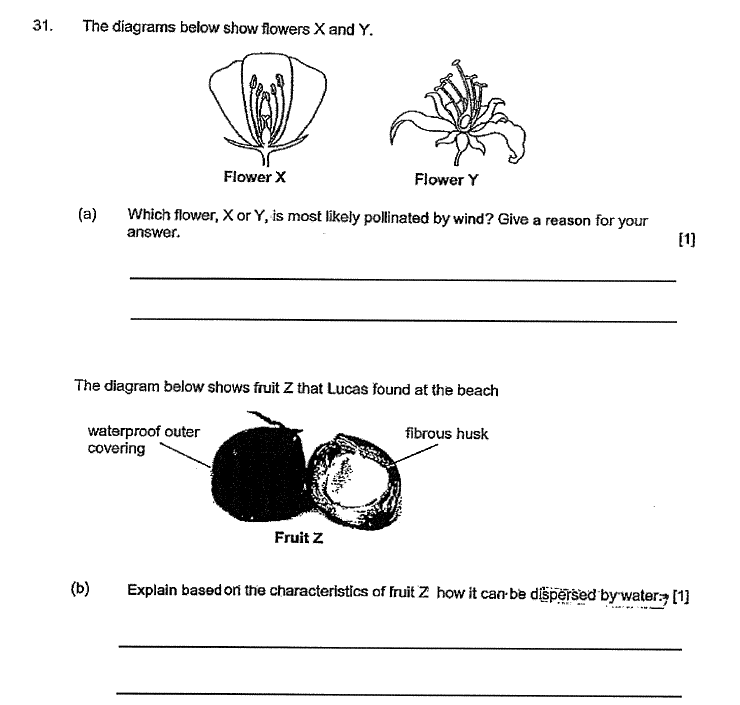 31. The diagrams below show flowers X and Y.
Flower X
Flower Y
(a) Which flower, X or Y, is most likely pollinated by wind? Give a reason for your
answer. [1]
The diagram below shows fruit Z that Lucas found at the beach
waterproof outer
covering
fibrous husk
Fruit Z
(b) Explain based on the characteristics of fruit Z how it can be dispersed by water. [1]